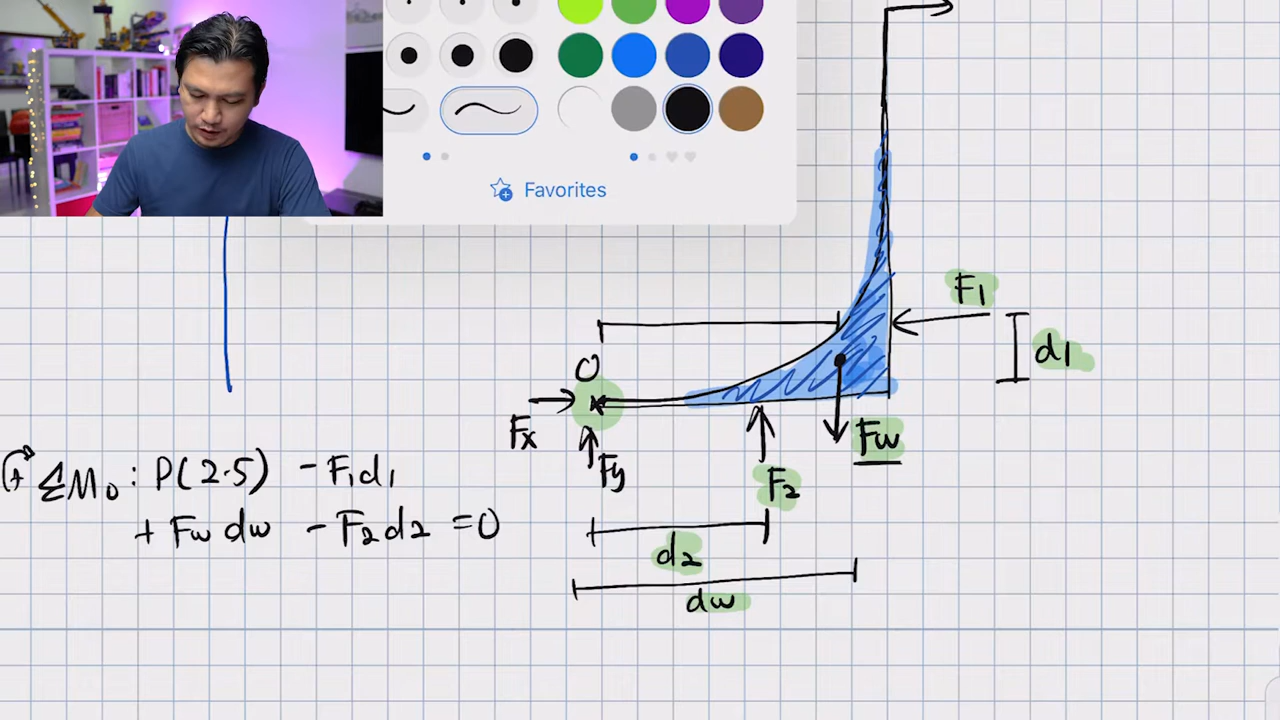 Favorites
F1
d1
O
Fx
Fy
Fw
F2
d2
dw
+ ΣMo : P(2.5) - F1d1
+ Fw dw - F2d2 = 0